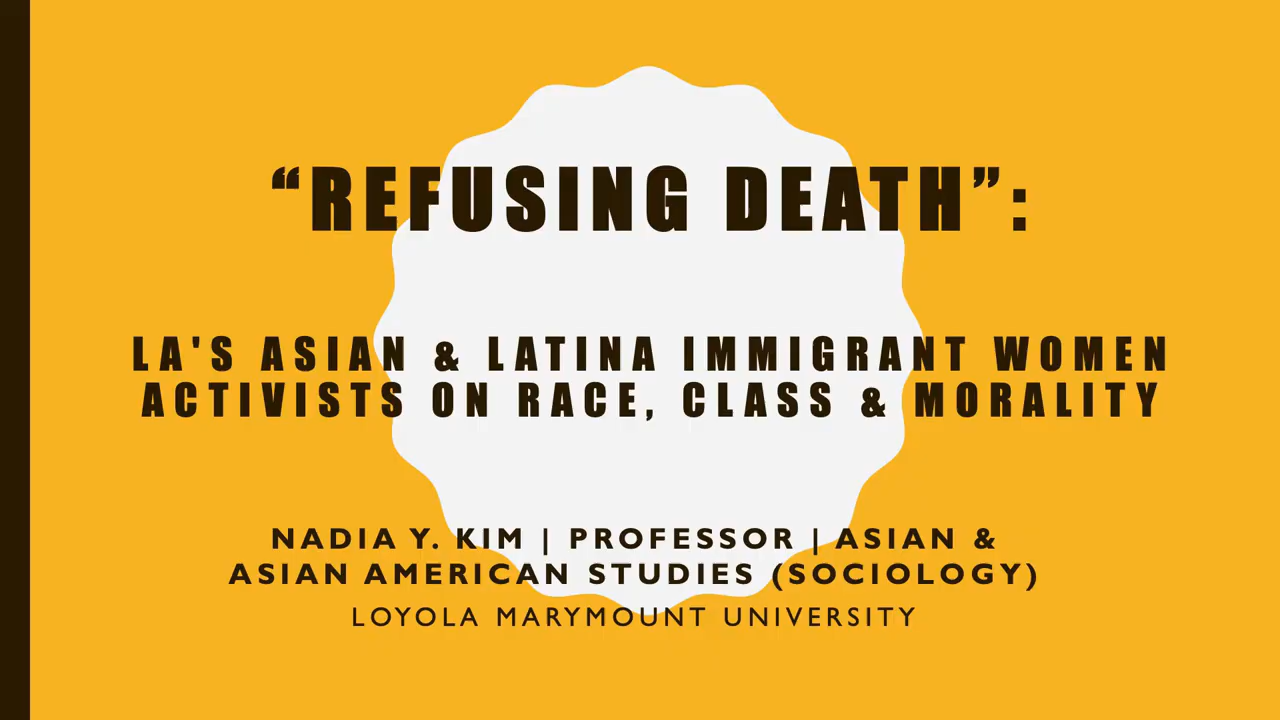 “REFUSING DEATH”:
LA'S ASIAN & LATINA IMMIGRANT WOMEN
ACTIVISTS ON RACE, CLASS & MORALITY
NADIA Y. KIM | PROFESSOR | ASIAN &
ASIAN AMERICAN STUDIES (SOCIOLOGY)
LOYOLA MARYMOUNT UNIVERSITY